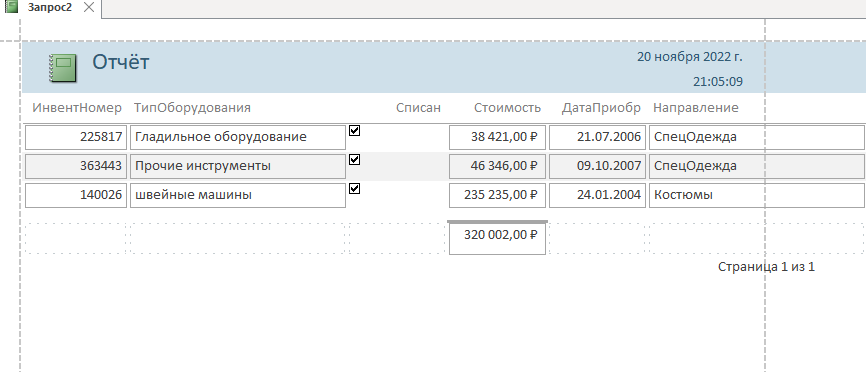 Запрос2
Отчёт
20 ноября 2022 г.
21:05:09
ИнвентНомер ТипОборудования Списан Стоимость ДатаПриобр Направление
225817 Гладильное оборудование 38 421,00 ₽ 21.07.2006 СпецОдежда
363443 Прочие инструменты 46 346,00 ₽ 09.10.2007 СпецОдежда
140026 швейные машины 235 235,00 ₽ 24.01.2004 Костюмы
320 002,00 ₽
Страница 1 из 1